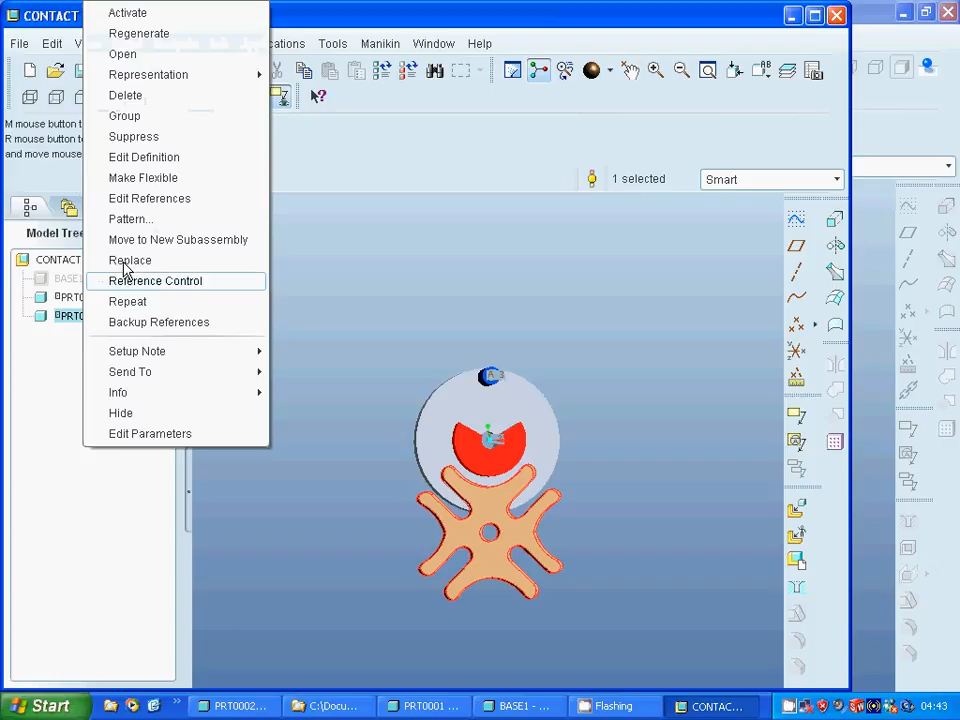 CONTACT
File
Edit
V
cations
Tools
Manikin
Window
Help
Activate
Regenerate
Open
Representation
Delete
Group
Suppress
Edit Definition
Make Flexible
Edit References
Pattern...
Move to New Subassembly
Replace
Reference Control
Repeat
Backup References
Setup Note
Send To
Info
Hide
Edit Parameters
M mouse button t
R mouse button t
and move mouse
1 selected
Smart
Model Tree
CONTACT
BASE1
PRT0
PRT0
Start
PRT0002...
C:\Docu...
PRT0001 ...
BASE1 - ...
Flashing
CONTAC...
04:43